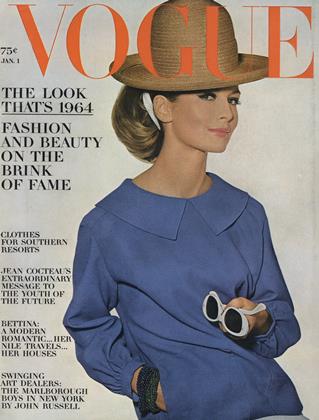 VOGUE
75¢
JAN. 1
THE LOOK
THAT'S 1964
FASHION
AND BEAUTY
ON THE
BRINK
OF FAME
CLOTHES
FOR SOUTHERN
RESORTS
JEAN COCTEAU'S
EXTRAORDINARY
MESSAGE TO
THE YOUTH OF
THE FUTURE
BETTINA:
A MODERN
ROMANTIC...HER
NILE TRAVELS...
HER HOUSES
SWINGING
ART DEALERS:
THE MARLBOROUGH
BOYS IN NEW YORK
BY JOHN RUSSELL